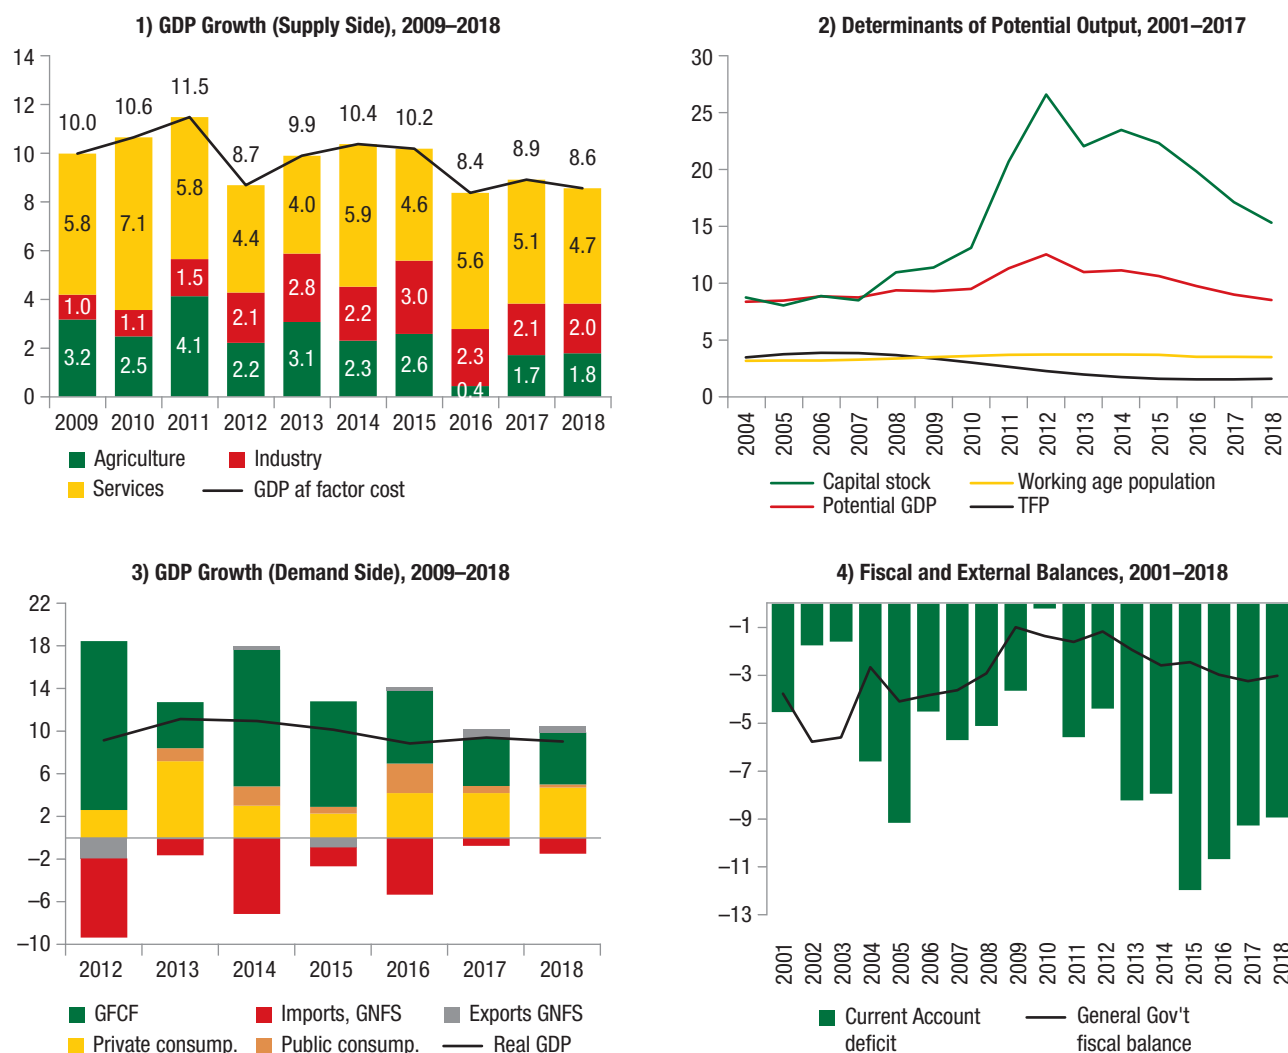 1) GDP Growth (Supply Side), 2009–2018
14
12
10
8
6
4
2
0
10.0 10.6 11.5 8.7 9.9 10.4 10.2 8.4 8.9 8.6
5.8 7.1 5.8 4.4 4.0 5.9 4.6 5.6 5.1 4.7
1.0 1.1 1.5 2.1 2.8 2.2 3.0 2.3 2.1 2.0
3.2 2.5 4.1 2.2 3.1 2.3 2.6 0.4 1.7 1.8
2009 2010 2011 2012 2013 2014 2015 2016 2017 2018
Agriculture Industry
Services GDP af factor cost
2) Determinants of Potential Output, 2001–2017
30
25
20
15
10
5
0
2004 2005 2006 2007 2008 2009 2010 2011 2012 2013 2014 2015 2016 2017 2018
Capital stock Working age population
Potential GDP TFP
3) GDP Growth (Demand Side), 2009–2018
22
18
14
10
6
2
–2
–6
–10
2012 2013 2014 2015 2016 2017 2018
GFCF Imports, GNFS Exports GNFS
Private consump. Public consump. Real GDP
4) Fiscal and External Balances, 2001–2018
–1
–3
–5
–7
–9
–11
–13
2001 2002 2003 2004 2005 2006 2007 2008 2009 2010 2011 2012 2013 2014 2015 2016 2017 2018
Current Account deficit
General Gov't fiscal balance